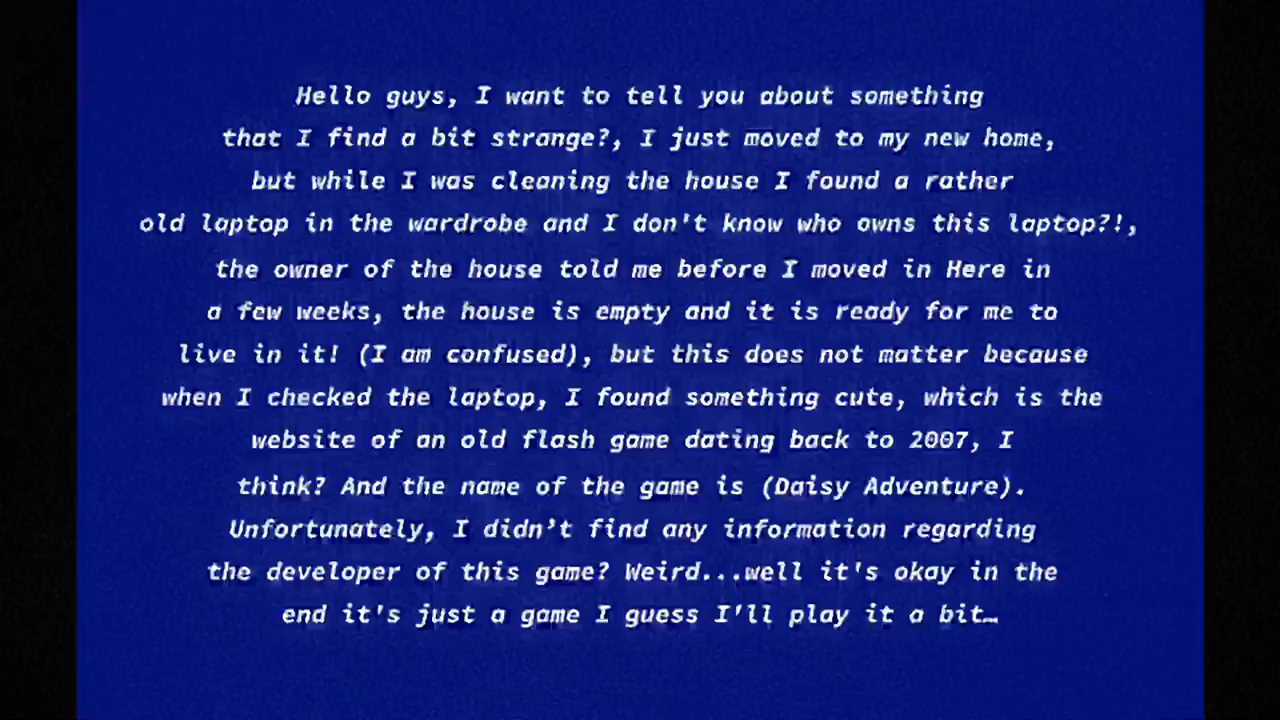 Hello guys, I want to tell you about something
that I find a bit strange?, I just moved to my new home,
but while I was cleaning the house I found a rather
old laptop in the wardrobe and I don't know who owns this laptop?!,
the owner of the house told me before I moved in Here in
a few weeks, the house is empty and it is ready for me to
live in it! (I am confused), but this does not matter because
when I checked the laptop, I found something cute, which is the
website of an old flash game dating back to 2007, I
think? And the name of the game is (Daisy Adventure).
Unfortunately, I didn’t find any information regarding
the developer of this game? Weird...well it's okay in the
end it's just a game I guess I'll play it a bit…